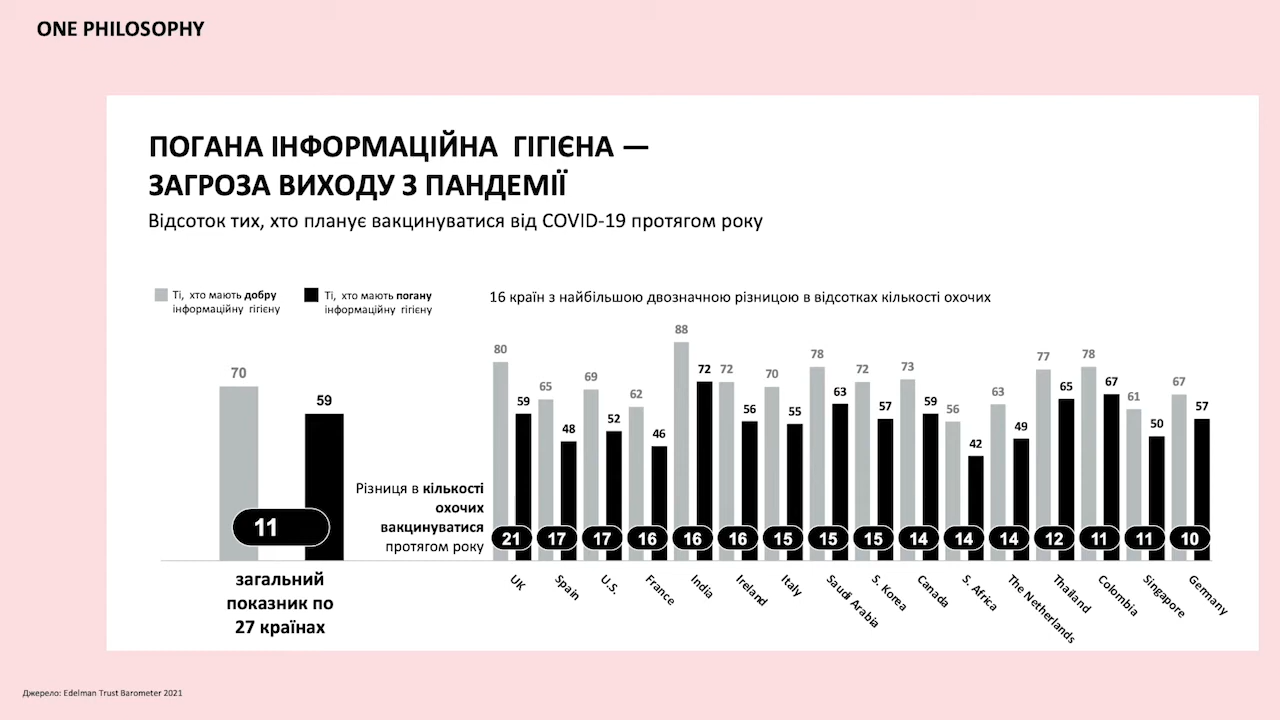 ONE PHILOSOPHY
ПОГАНА ІНФОРМАЦІЙНА ГІГІЄНА —
ЗАГРОЗА ВИХОДУ З ПАНДЕМІЇ
Відсоток тих, хто планує вакцинуватися від COVID-19 протягом року
Ті, хто мають добру
інформаційну гігієну
Ті, хто мають погану
інформаційну гігієну
16 країн з найбільшою двозначною різницею в відсотках кількості охочих
70
59
11
загальний
показник по
27 країнах
Різниця в кількості
охочих
вакцинуватися
протягом року
80 59
65 48
69 52
62 46
88 72
72 56
70 55
78 63
72 57
73 59
56 42
63 49
77 65
78 67
61 50
67 57
21 17 17 16 16 16 15 15 15 14 14 14 12 11 11 10
UK
Spain
U.S.
France
India
Ireland
Italy
Saudi Arabia
S. Korea
Canada
S. Africa
The Netherlands
Thailand
Colombia
Singapore
Germany
Джерело: Edelman Trust Barometer 2021